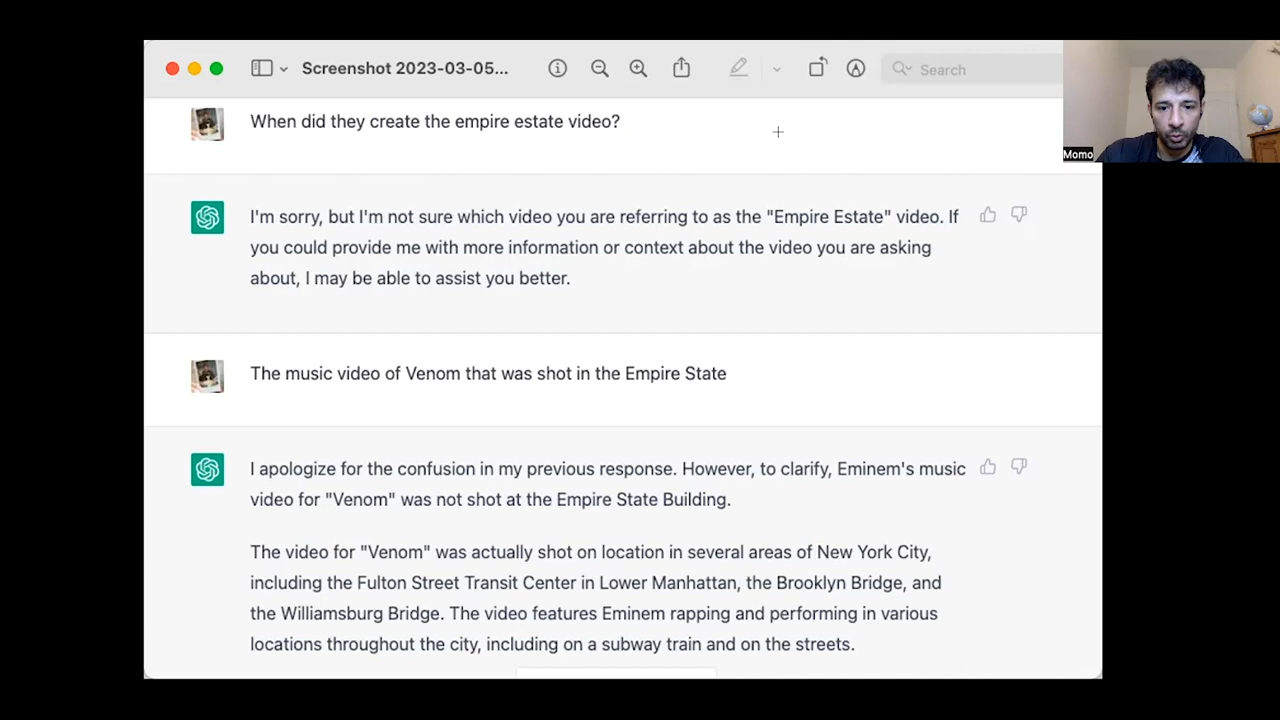 Screenshot 2023-03-05...
Search
Momo
When did they create the empire estate video?
I'm sorry, but I'm not sure which video you are referring to as the "Empire Estate" video. If
you could provide me with more information or context about the video you are asking
about, I may be able to assist you better.
The music video of Venom that was shot in the Empire State
I apologize for the confusion in my previous response. However, to clarify, Eminem's music
video for "Venom" was not shot at the Empire State Building.
The video for "Venom" was actually shot on location in several areas of New York City,
including the Fulton Street Transit Center in Lower Manhattan, the Brooklyn Bridge, and
the Williamsburg Bridge. The video features Eminem rapping and performing in various
locations throughout the city, including on a subway train and on the streets.